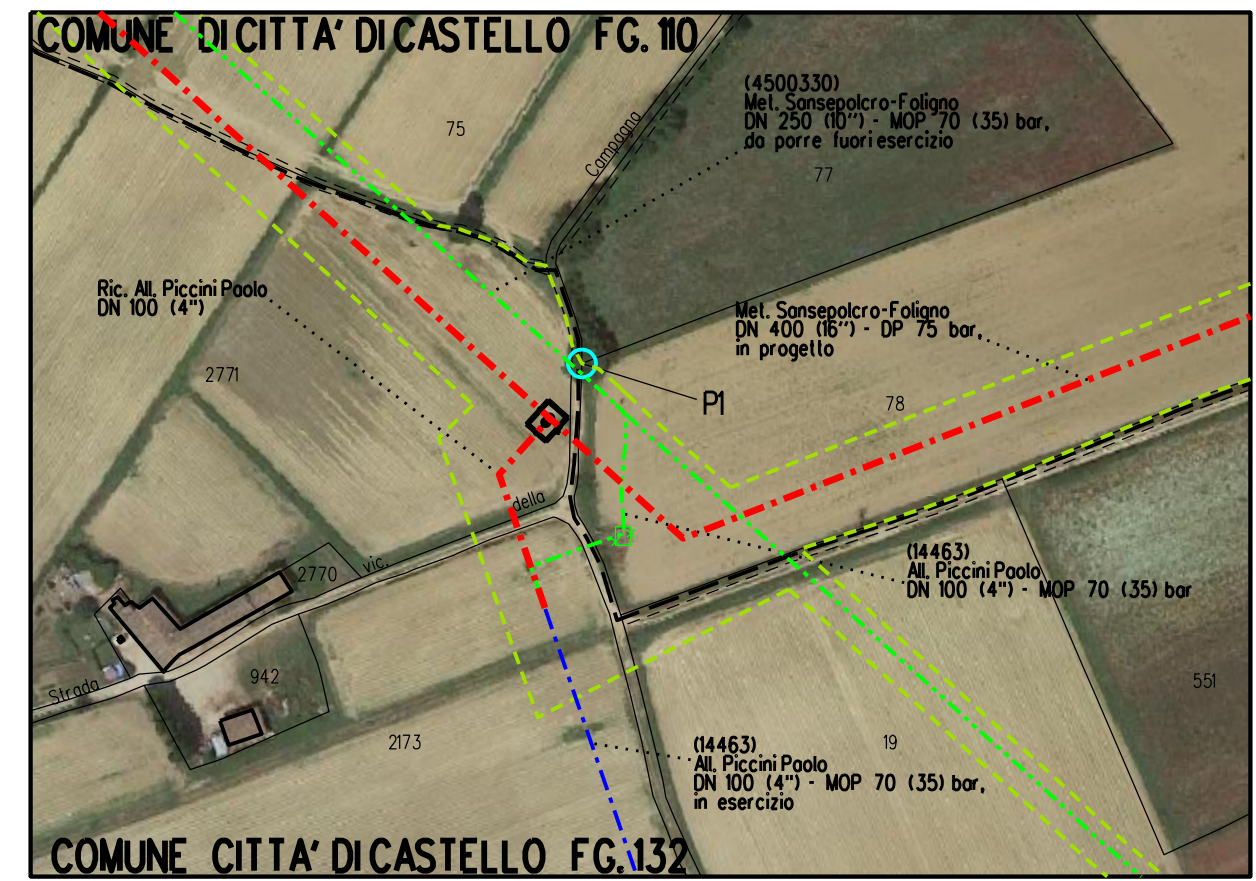 COMUNE DI CITTA' DI CASTELLO FG. 110
(4500330)
Met. Sansepolcro-Foligno
DN 250 (10'') - MOP 70 (35) bar,
da porre fuori esercizio
75
Campagna
77
Ric. All. Piccini Paolo
DN 100 (4")
Met. Sansepolcro-Foligno
DN 400 (16'') - DP 75 bar,
in progetto
2771
P1
78
della
vic.
2770
(14463)
All. Piccini Paolo
DN 100 (4") - MOP 70 (35) bar
Strada
942
551
2173
19
(14463)
All. Piccini Paolo
DN 100 (4") - MOP 70 (35) bar,
in esercizio
COMUNE CITTA' DI CASTELLO FG. 132